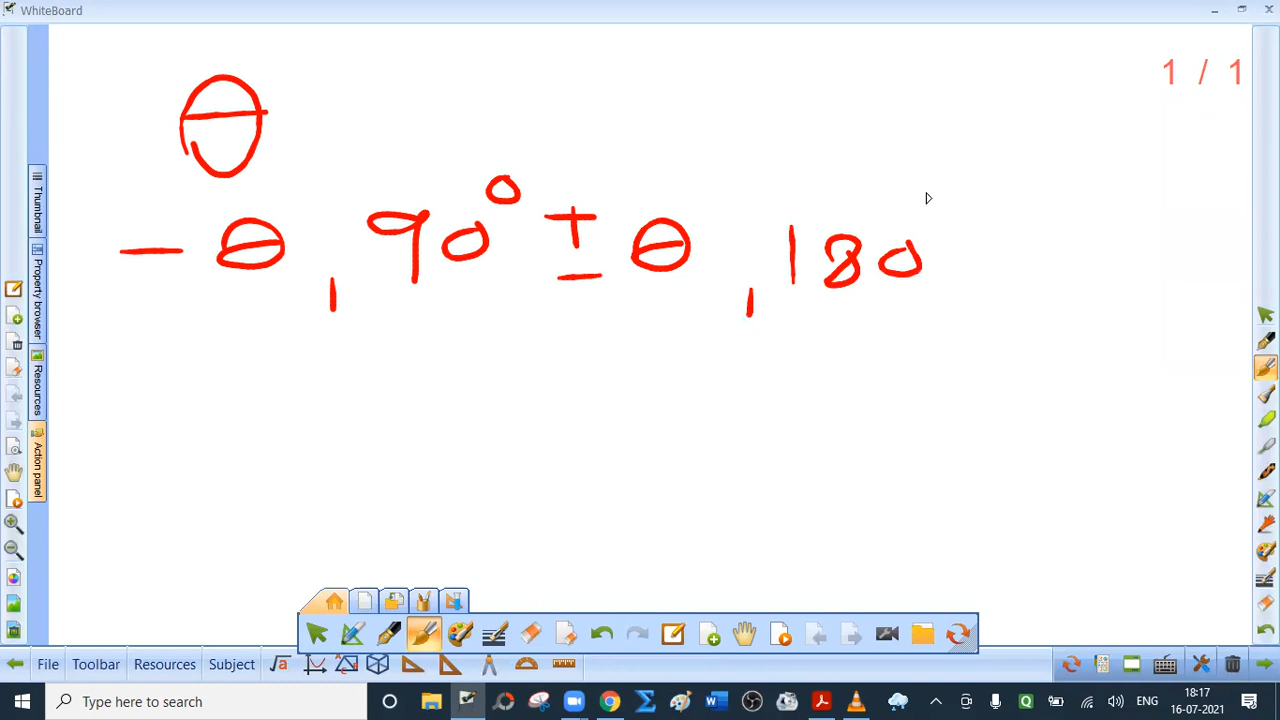 WhiteBoard
1 / 1
θ
− θ , 90° ± θ , 180
Thumbnail
Property browser
Resources
Action panel
File Toolbar Resources Subject
Type here to search
ENG
18:17
16-07-2021